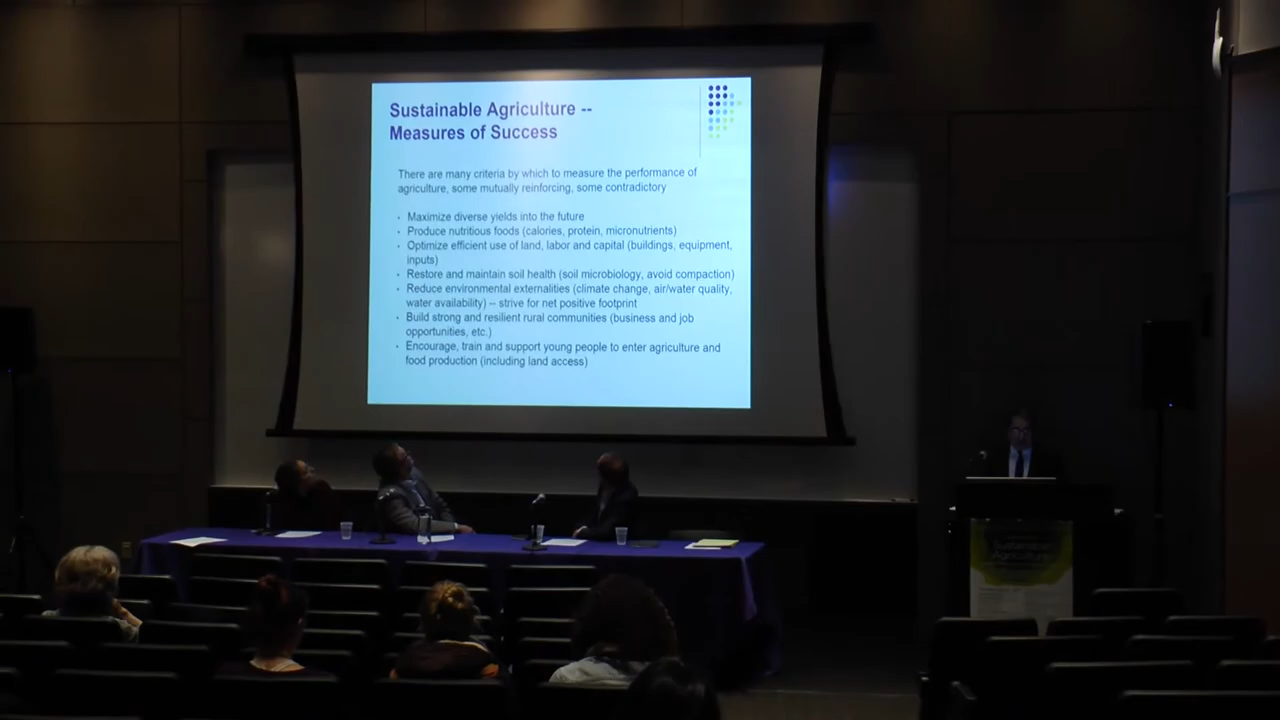 Sustainable Agriculture --
Measures of Success
There are many criteria by which to measure the performance of
agriculture, some mutually reinforcing, some contradictory
• Maximize diverse yields into the future
• Produce nutritious foods (calories, protein, micronutrients)
• Optimize efficient use of land, labor and capital (buildings, equipment,
inputs)
• Restore and maintain soil health (soil microbiology, avoid compaction)
• Reduce environmental externalities (climate change, air/water quality,
water availability) – strive for net positive footprint
• Build strong and resilient rural communities (business and job
opportunities, etc.)
• Encourage, train and support young people to enter agriculture and
food production (including land access)
Sustainable
Agriculture